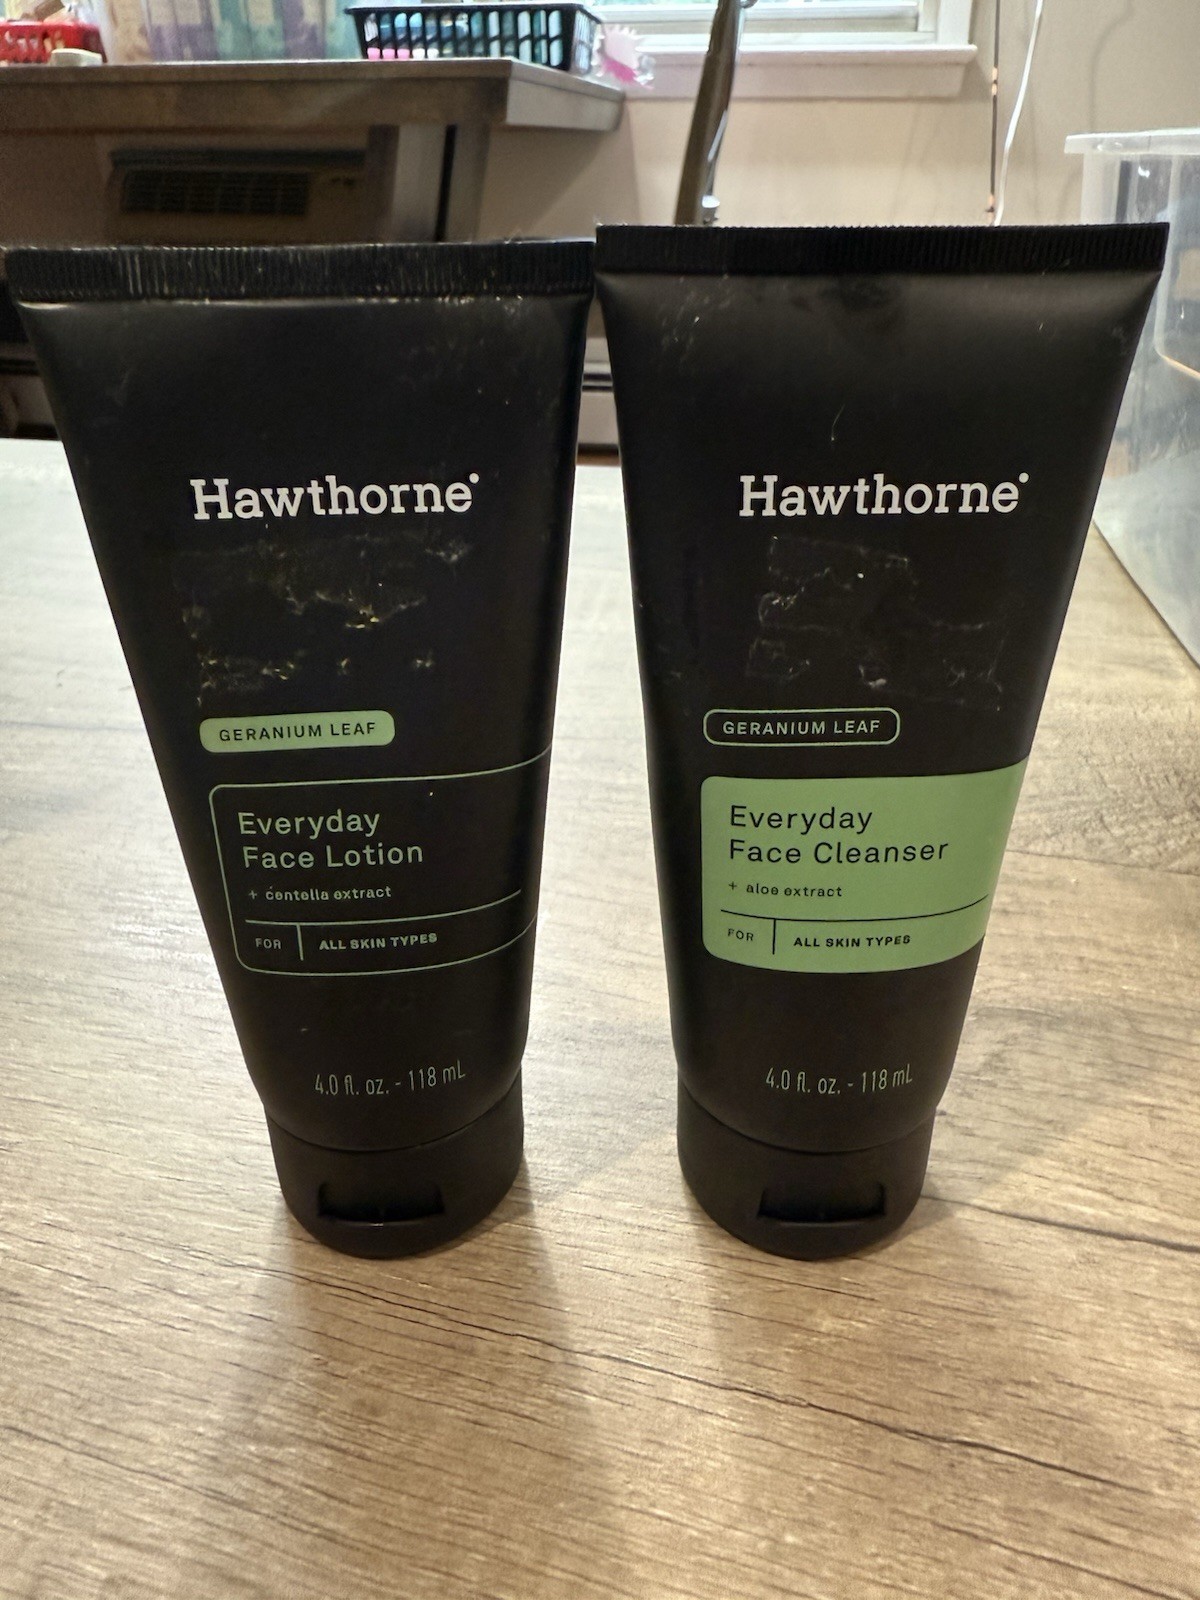 Hawthorne
GERANIUM LEAF
Everyday
Face Lotion
+ centella extract
FOR ALL SKIN TYPES
4.0 fl. oz. - 118 mL
Hawthorne
GERANIUM LEAF
Everyday
Face Cleanser
+ aloe extract
FOR ALL SKIN TYPES
4.0 fl. oz. - 118 mL